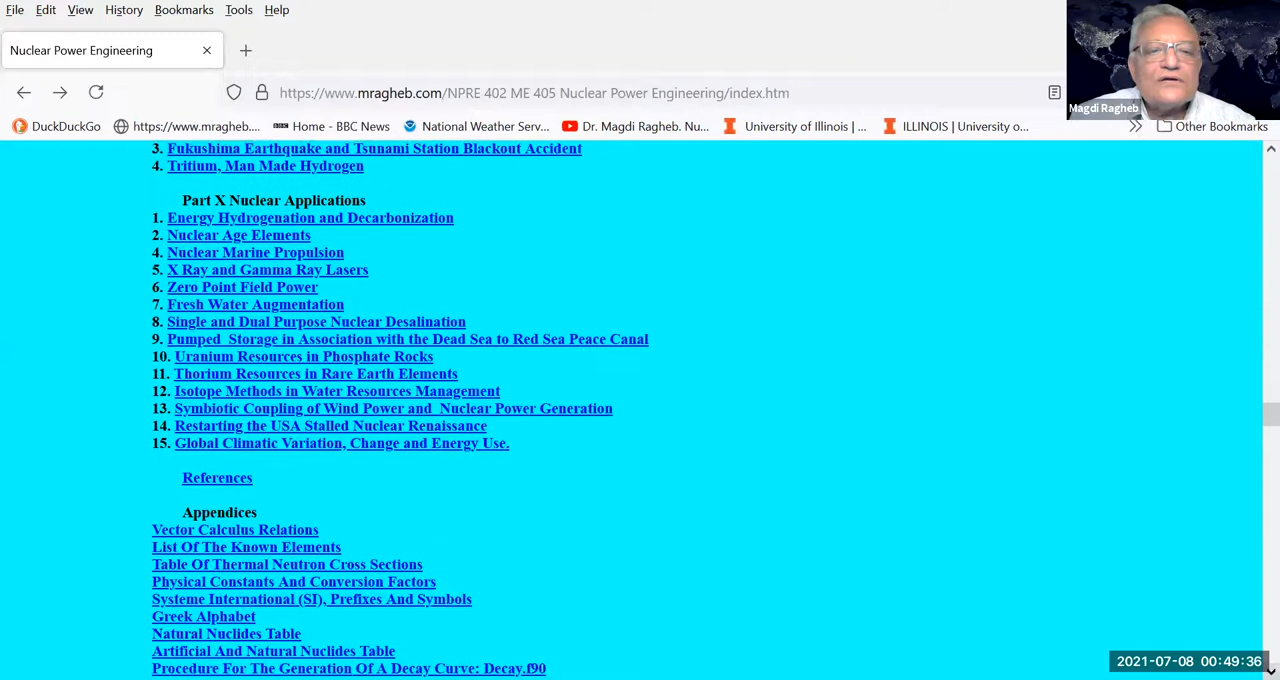 File Edit View History Bookmarks Tools Help
Nuclear Power Engineering
https://www.mragheb.com/NPRE 402 ME 405 Nuclear Power Engineering/index.htm
Magdi Ragheb
DuckDuckGo https://www.mragheb.... Home - BBC News National Weather Serv... Dr. Magdi Ragheb. Nu... University of Illinois | ... ILLINOIS | University o... Other Bookmarks
3. Fukushima Earthquake and Tsunami Station Blackout Accident
4. Tritium, Man Made Hydrogen
Part X Nuclear Applications
1. Energy Hydrogenation and Decarbonization
2. Nuclear Age Elements
4. Nuclear Marine Propulsion
5. X Ray and Gamma Ray Lasers
6. Zero Point Field Power
7. Fresh Water Augmentation
8. Single and Dual Purpose Nuclear Desalination
9. Pumped Storage in Association with the Dead Sea to Red Sea Peace Canal
10. Uranium Resources in Phosphate Rocks
11. Thorium Resources in Rare Earth Elements
12. Isotope Methods in Water Resources Management
13. Symbiotic Coupling of Wind Power and Nuclear Power Generation
14. Restarting the USA Stalled Nuclear Renaissance
15. Global Climatic Variation, Change and Energy Use.
References
Appendices
Vector Calculus Relations
List Of The Known Elements
Table Of Thermal Neutron Cross Sections
Physical Constants And Conversion Factors
Systeme International (SI), Prefixes And Symbols
Greek Alphabet
Natural Nuclides Table
Artificial And Natural Nuclides Table
Procedure For The Generation Of A Decay Curve: Decay.f90
2021-07-08 00:49:36